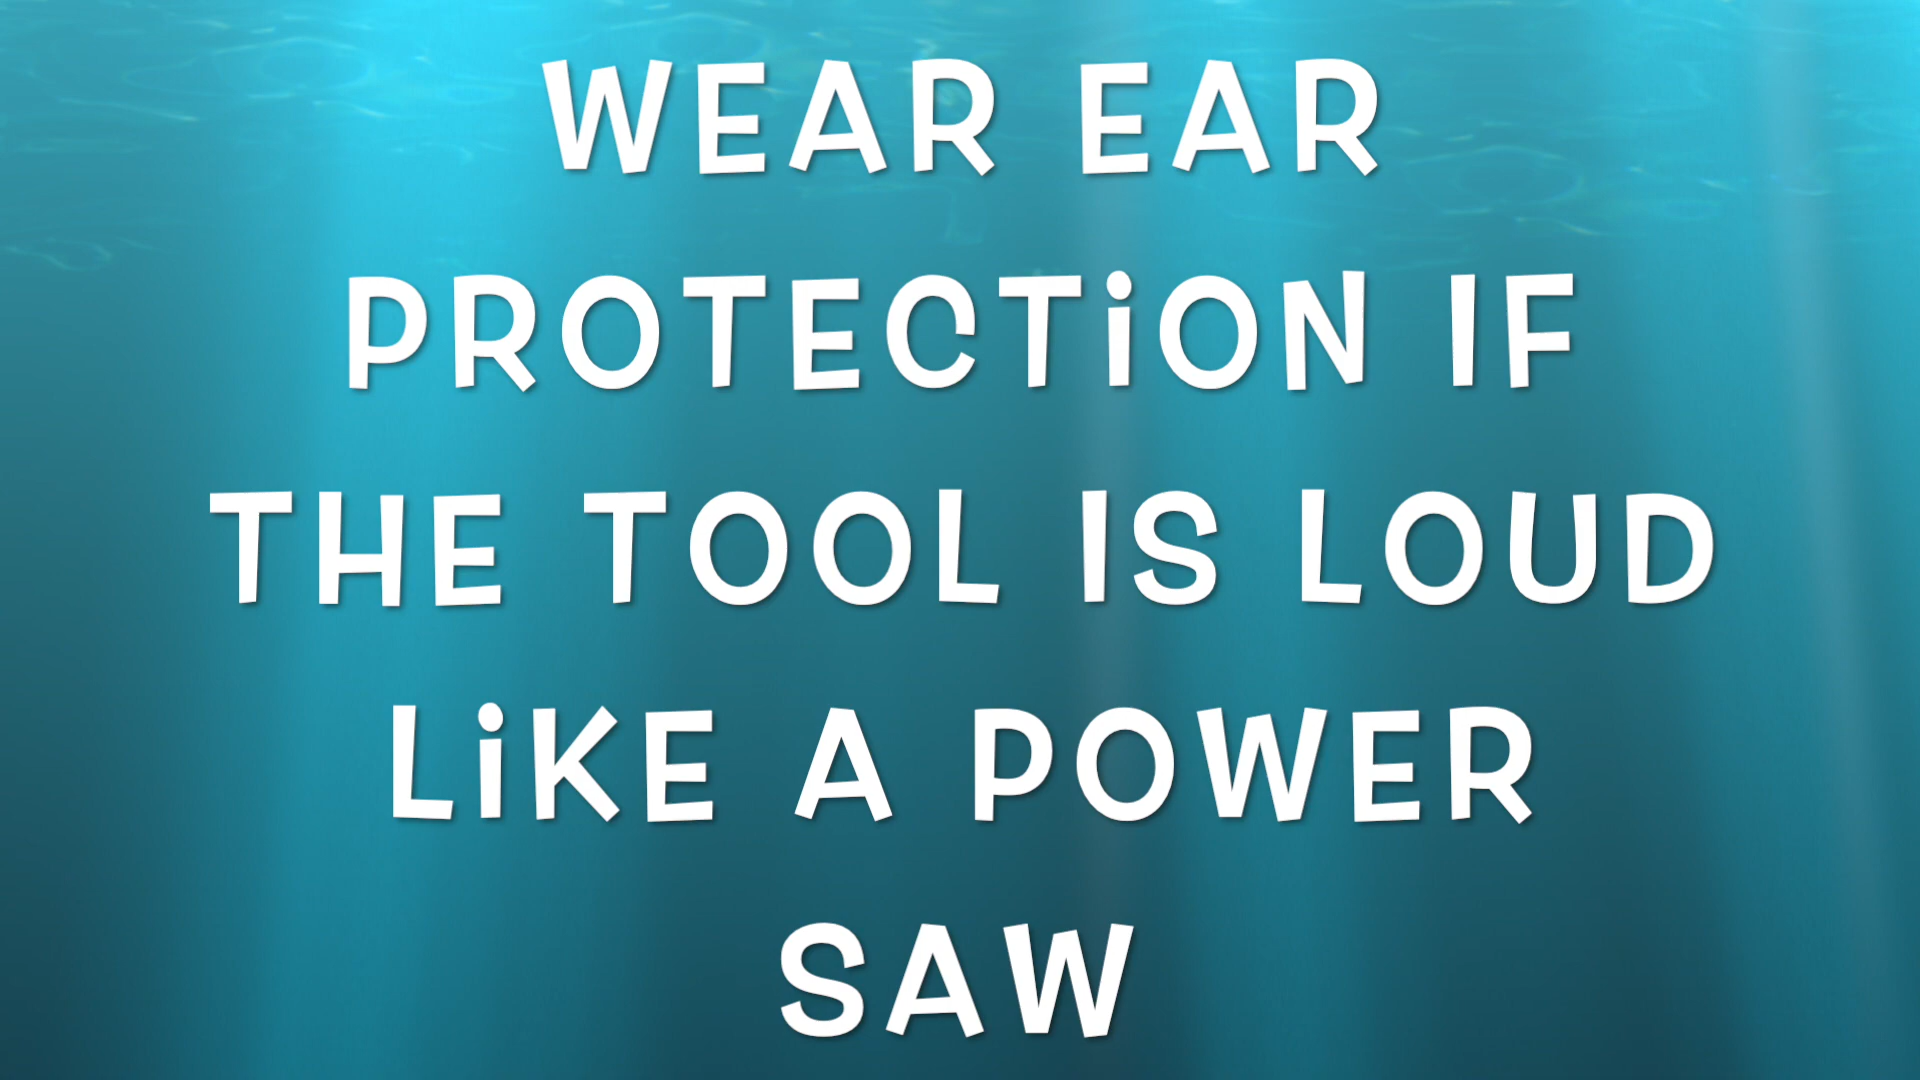 WEAR EAR
PROTECTiON IF
THE TOOL IS LOUD
LiKE A POWER
SAW